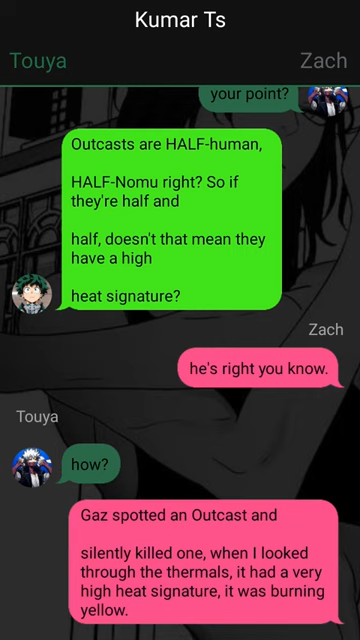 Kumar Ts
Touya
Zach
your point?
Outcasts are HALF-human,
HALF-Nomu right? So if
they're half and
half, doesn't that mean they
have a high
heat signature?
Zach
he's right you know.
Touya
how?
Gaz spotted an Outcast and
silently killed one, when I looked
through the thermals, it had a very
high heat signature, it was burning
yellow.